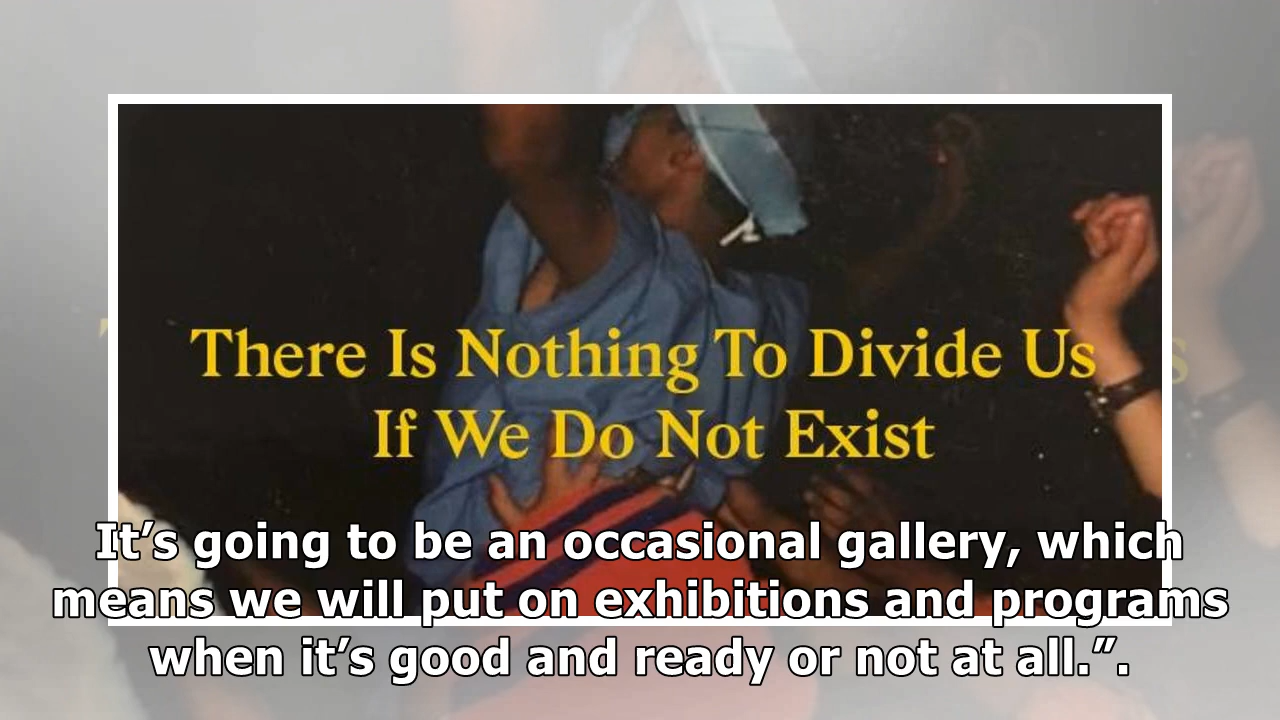 There Is Nothing To Divide Us
If We Do Not Exist
It’s going to be an occasional gallery, which
means we will put on exhibitions and programs
when it’s good and ready or not at all.”.